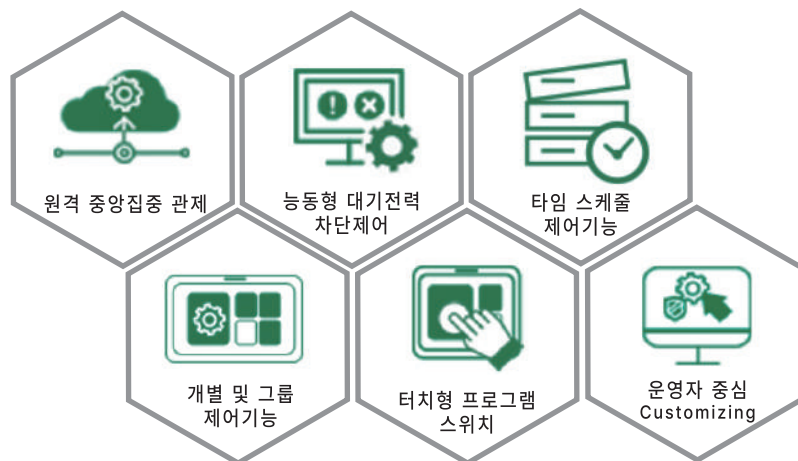 원격 중앙집중 관제
능동형 대기전력
차단제어
타임 스케줄
제어기능
개별 및 그룹
제어기능
터치형 프로그램
스위치
운영자 중심
Customizing